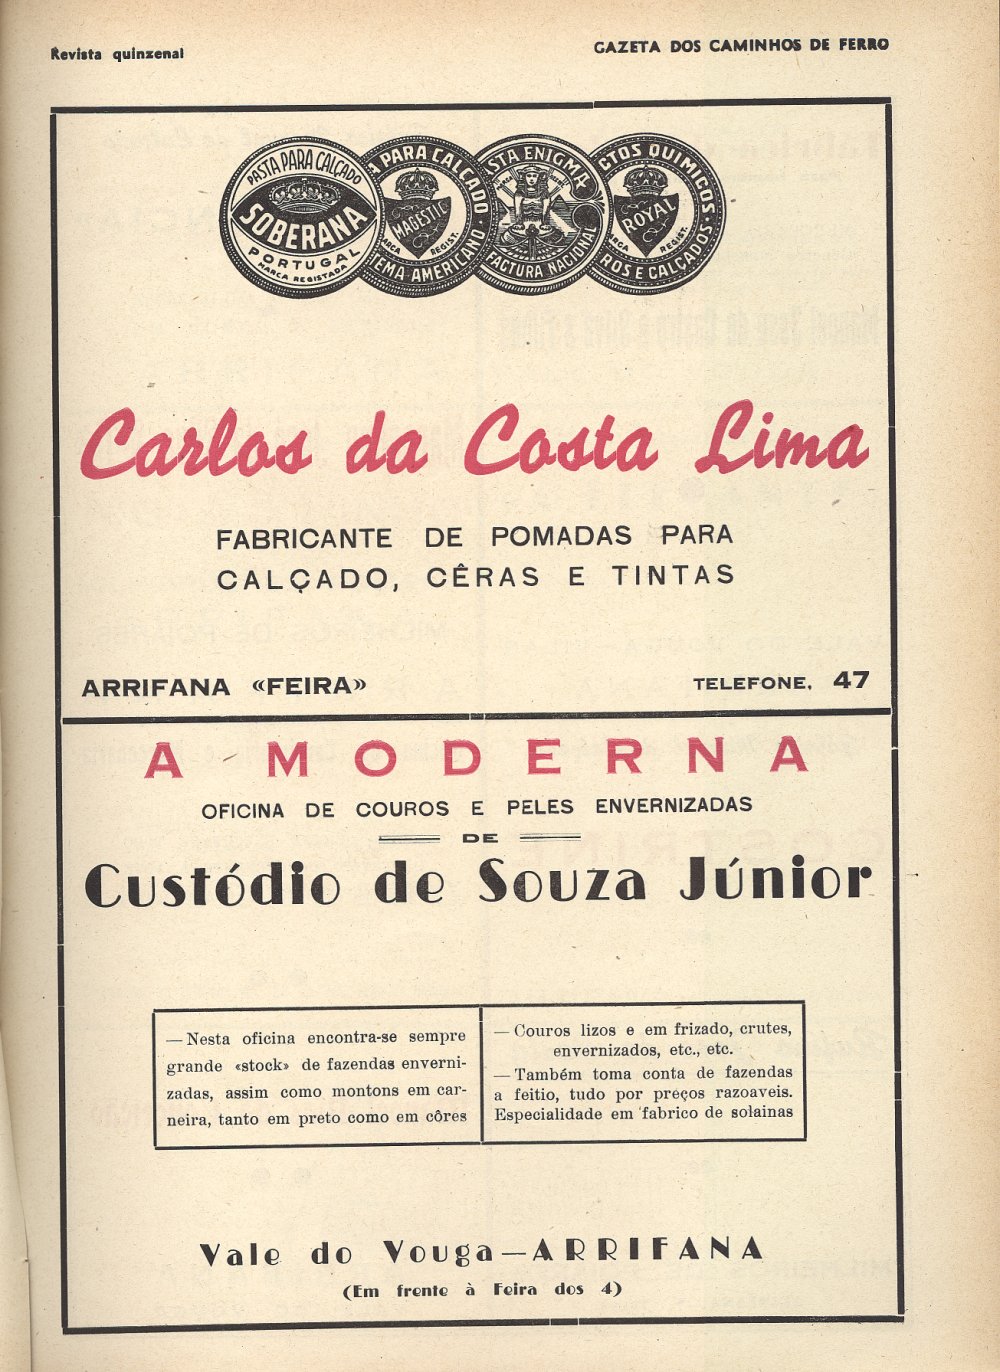 Revista quinzenal
GAZETA DOS CAMINHOS DE FERRO
PASTA PARA CALÇADO
SOBERANA
PORTUGAL
MARCA REGISTADA
A PARA CALÇADO
MAGESTIC
ARCA REGIST.
TEMA AMERICANO
STA ENIGMA
FACTURA NACIONAL
CTOS QUIMICOS
ROYAL
ARCA REGIST.
ROS E CALÇADOS
Carlos da Costa Lima
FABRICANTE DE POMADAS PARA
CALÇADO, CÊRAS E TINTAS
ARRIFANA «FEIRA»
TELEFONE. 47
A MODERNA
OFICINA DE COUROS E PELES ENVERNIZADAS
DE
Custódio de Souza Júnior
— Nesta oficina encontra-se sempre
grande «stock» de fazendas enverni-
zadas, assim como montons em car-
neira, tanto em preto como em côres
— Couros lizos e em frizado, crutes,
envernizados, etc., etc.
— Também toma conta de fazendas
a feitio, tudo por preços razoaveis.
Especialidade em fabrico de solainas
Vale do Vouga—ARRIFANA
(Em frente à Feira dos 4)